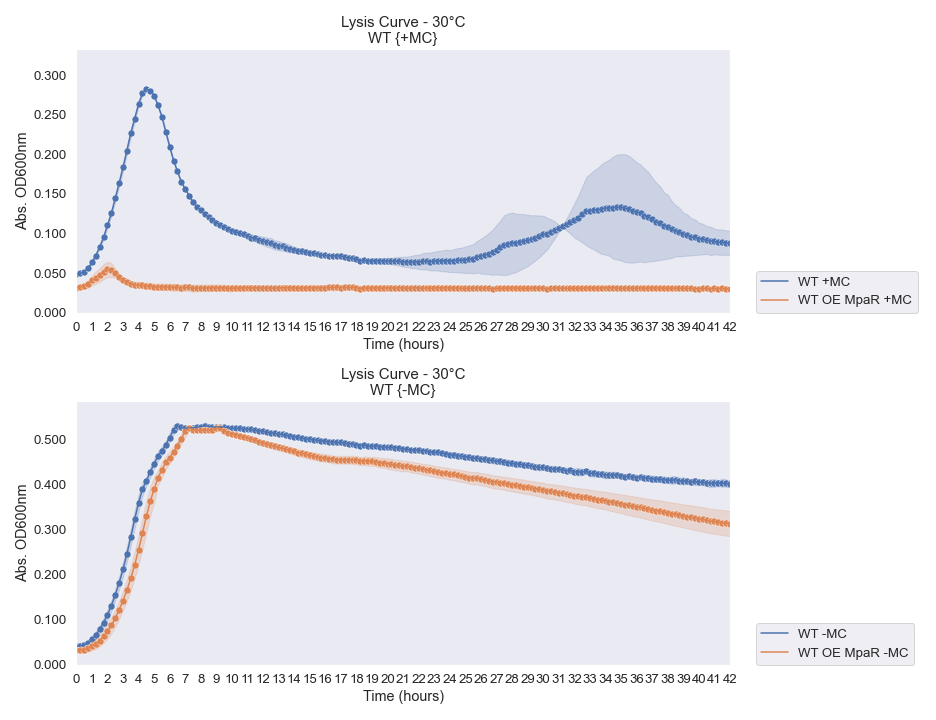 Lysis Curve - 30°C
WT {+MC}
Abs. OD600nm
0.300
0.250
0.200
0.150
0.100
0.050
0.000
0 1 2 3 4 5 6 7 8 9 10 11 12 13 14 15 16 17 18 19 20 21 22 23 24 25 26 27 28 29 30 31 32 33 34 35 36 37 38 39 40 41 42
Time (hours)
WT +MC
WT OE MpaR +MC
Lysis Curve - 30°C
WT {-MC}
Abs. OD600nm
0.500
0.400
0.300
0.200
0.100
0.000
0 1 2 3 4 5 6 7 8 9 10 11 12 13 14 15 16 17 18 19 20 21 22 23 24 25 26 27 28 29 30 31 32 33 34 35 36 37 38 39 40 41 42
Time (hours)
WT -MC
WT OE MpaR -MC